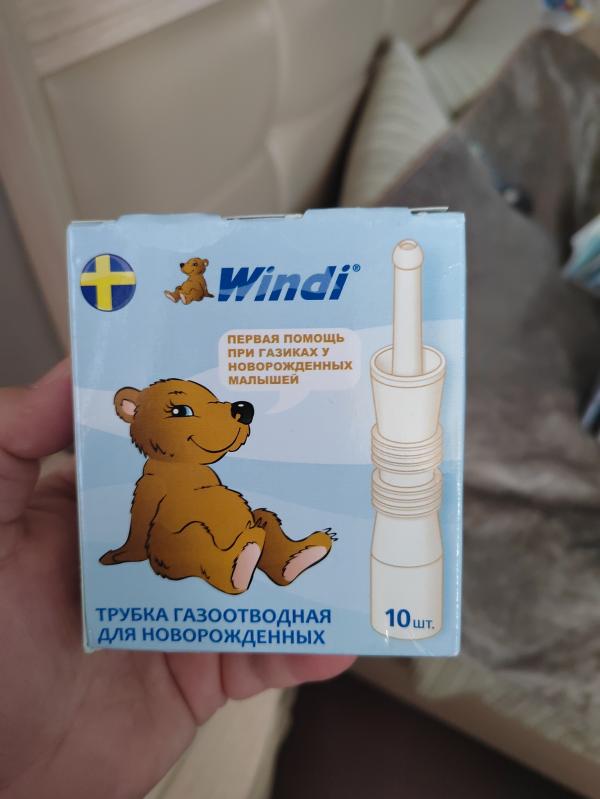 Windi®
ПЕРВАЯ ПОМОЩЬ
ПРИ ГАЗИКАХ У
НОВОРОЖДЕННЫХ
МАЛЫШЕЙ
ТРУБКА ГАЗООТВОДНАЯ
ДЛЯ НОВОРОЖДЕННЫХ
10 шт.